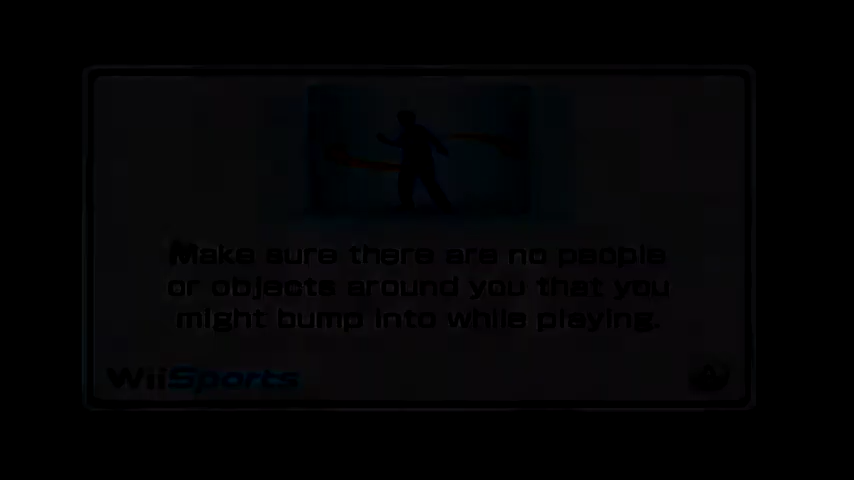 Make sure there are no people
or objects around you that you
might bump into while playing.
Wii Sports